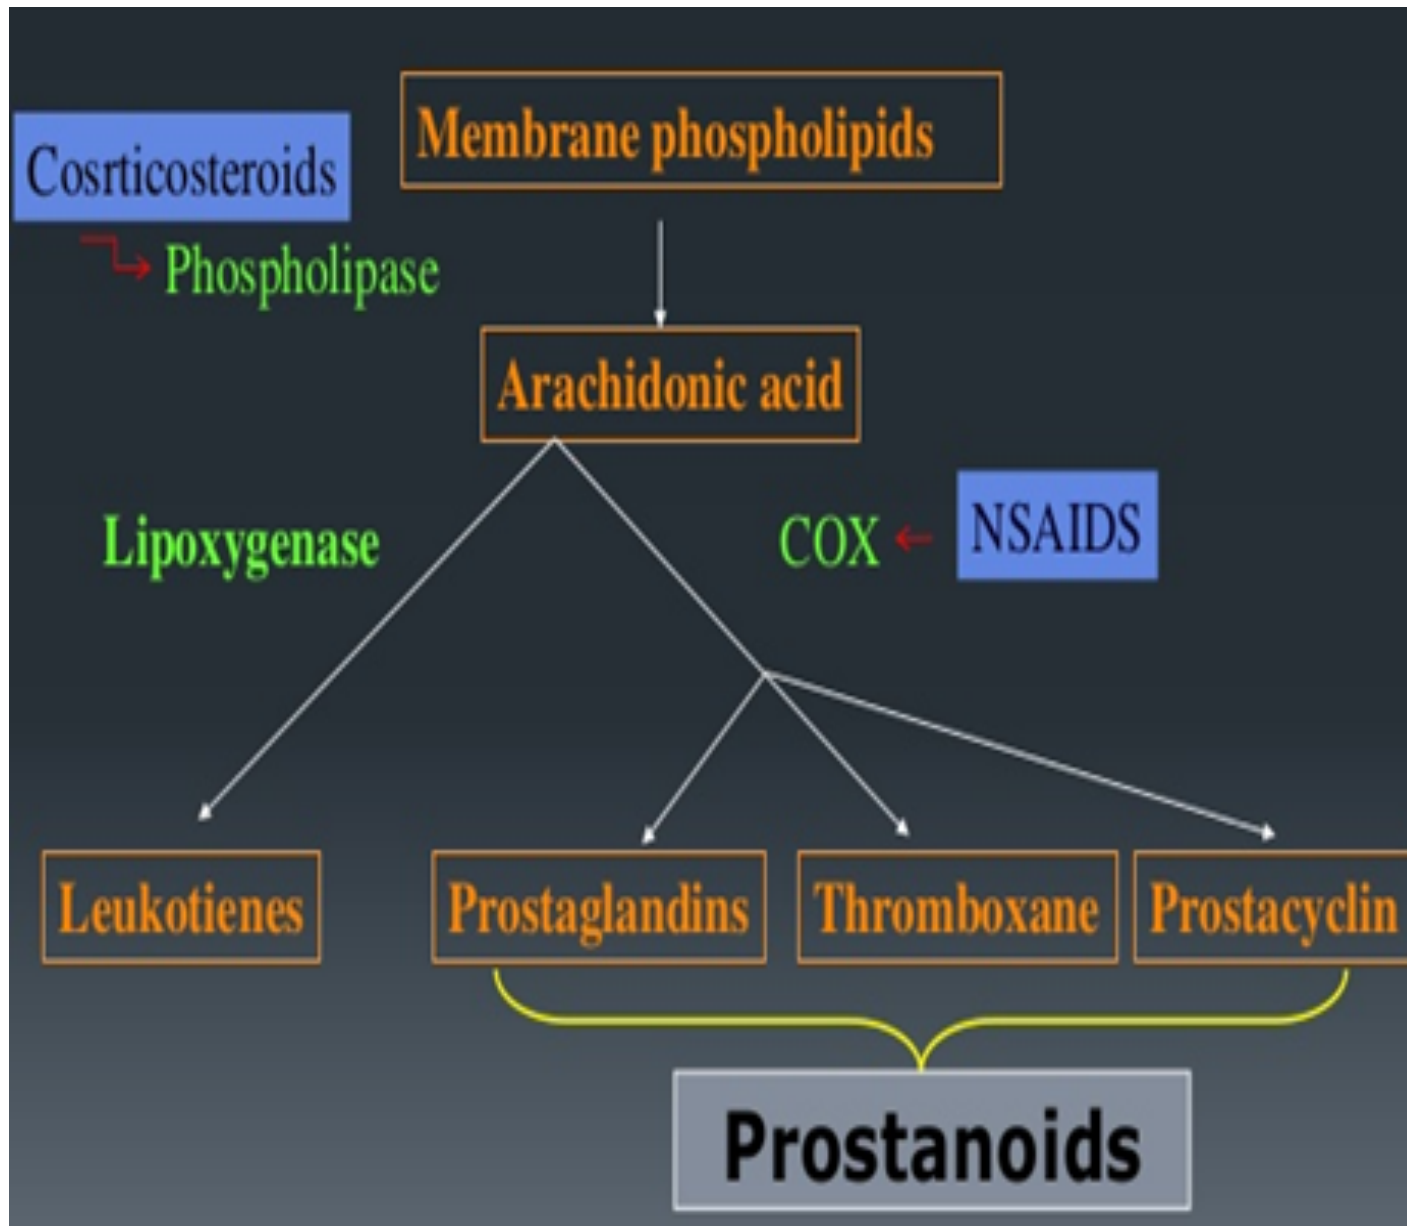 Membrane phospholipids
Cosrticosteroids
Phospholipase
Arachidonic acid
Lipoxygenase
COX
NSAIDS
Leukotienes
Prostaglandins
Thromboxane
Prostacyclin
Prostanoids